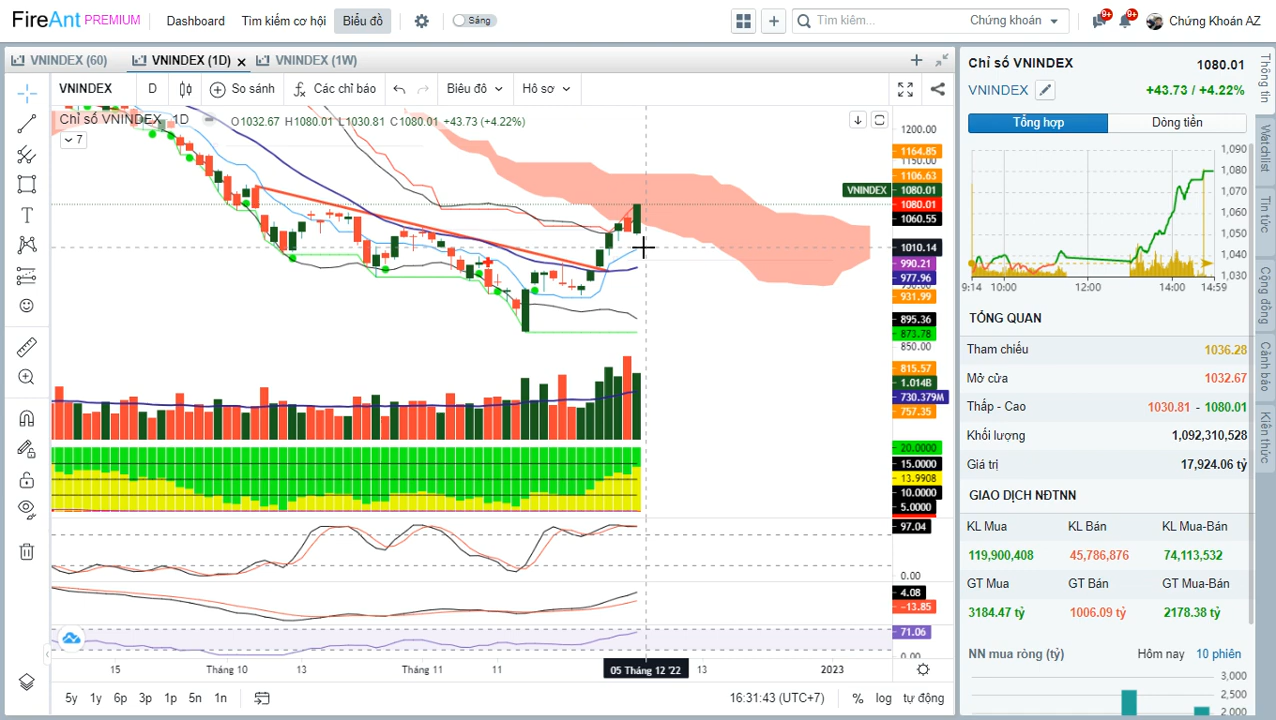 FireAnt PREMIUM Dashboard Tìm kiếm cơ hội Biểu đồ Sáng Tìm kiếm... Chứng khoán 9+ 9+ Chứng Khoán AZ
VNINDEX (60) VNINDEX (1D) VNINDEX (1W)
VNINDEX D So sánh Các chỉ báo Biểu đồ Hồ sơ
Chỉ số VNINDEX 1D O1032.67 H1080.01 L1030.81 C1080.01 +43.73 (+4.22%)
7
1200.00
1164.85
1150.00
1106.63
VNINDEX 1080.01
1080.01
1060.55
1010.14
990.21
977.96
931.99
895.36
873.78
850.00
815.57
1.014B
730.379M
757.35
20.0000
15.0000
13.9908
10.0000
5.0000
97.04
0.00
4.08
-13.85
71.06
0.00
15 Tháng 10 13 Tháng 11 11 05 Tháng 12 '22 13 2023
5y 1y 6p 3p 1p 5n 1n 16:31:43 (UTC+7) % log tự động
Chỉ số VNINDEX 1080.01
VNINDEX +43.73 / +4.22%
Tổng hợp Dòng tiền
1,090
1,080
1,070
1,060
1,050
1,040
1,030
9:14 10:00 12:00 14:00 14:59
TỔNG QUAN
Tham chiếu 1036.28
Mở cửa 1032.67
Thấp - Cao 1030.81 - 1080.01
Khối lượng 1,092,310,528
Giá trị 17,924.06 tỷ
GIAO DỊCH NĐTNN
KL Mua KL Bán KL Mua-Bán
119,900,408 45,786,876 74,113,532
GT Mua GT Bán GT Mua-Bán
3184.47 tỷ 1006.09 tỷ 2178.38 tỷ
NN mua ròng (tỷ) Hôm nay 10 phiên
3,000
2,500
2,000
Thông tin
Watchlist
Tin tức
Cộng đồng
Cảnh báo
Kiến thức